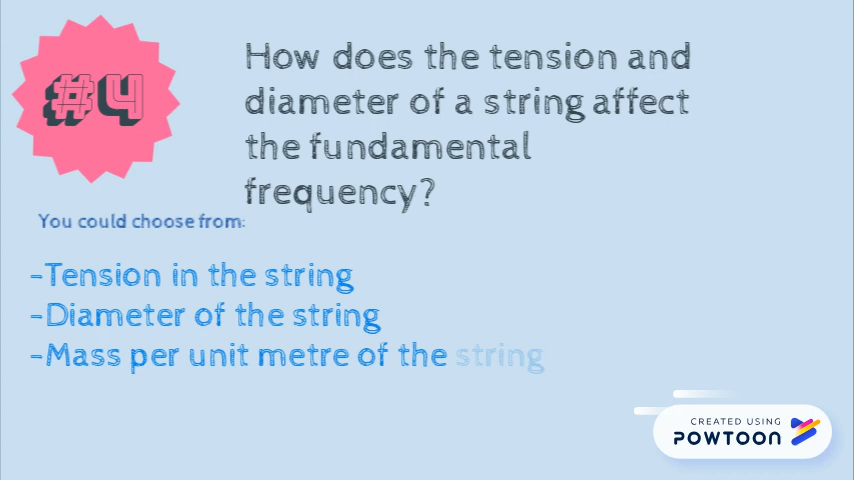 #4
How does the tension and
diameter of a string affect
the fundamental
frequency?
You could choose from:
-Tension in the string
-Diameter of the string
-Mass per unit metre of the string
CREATED USING
POWTOON